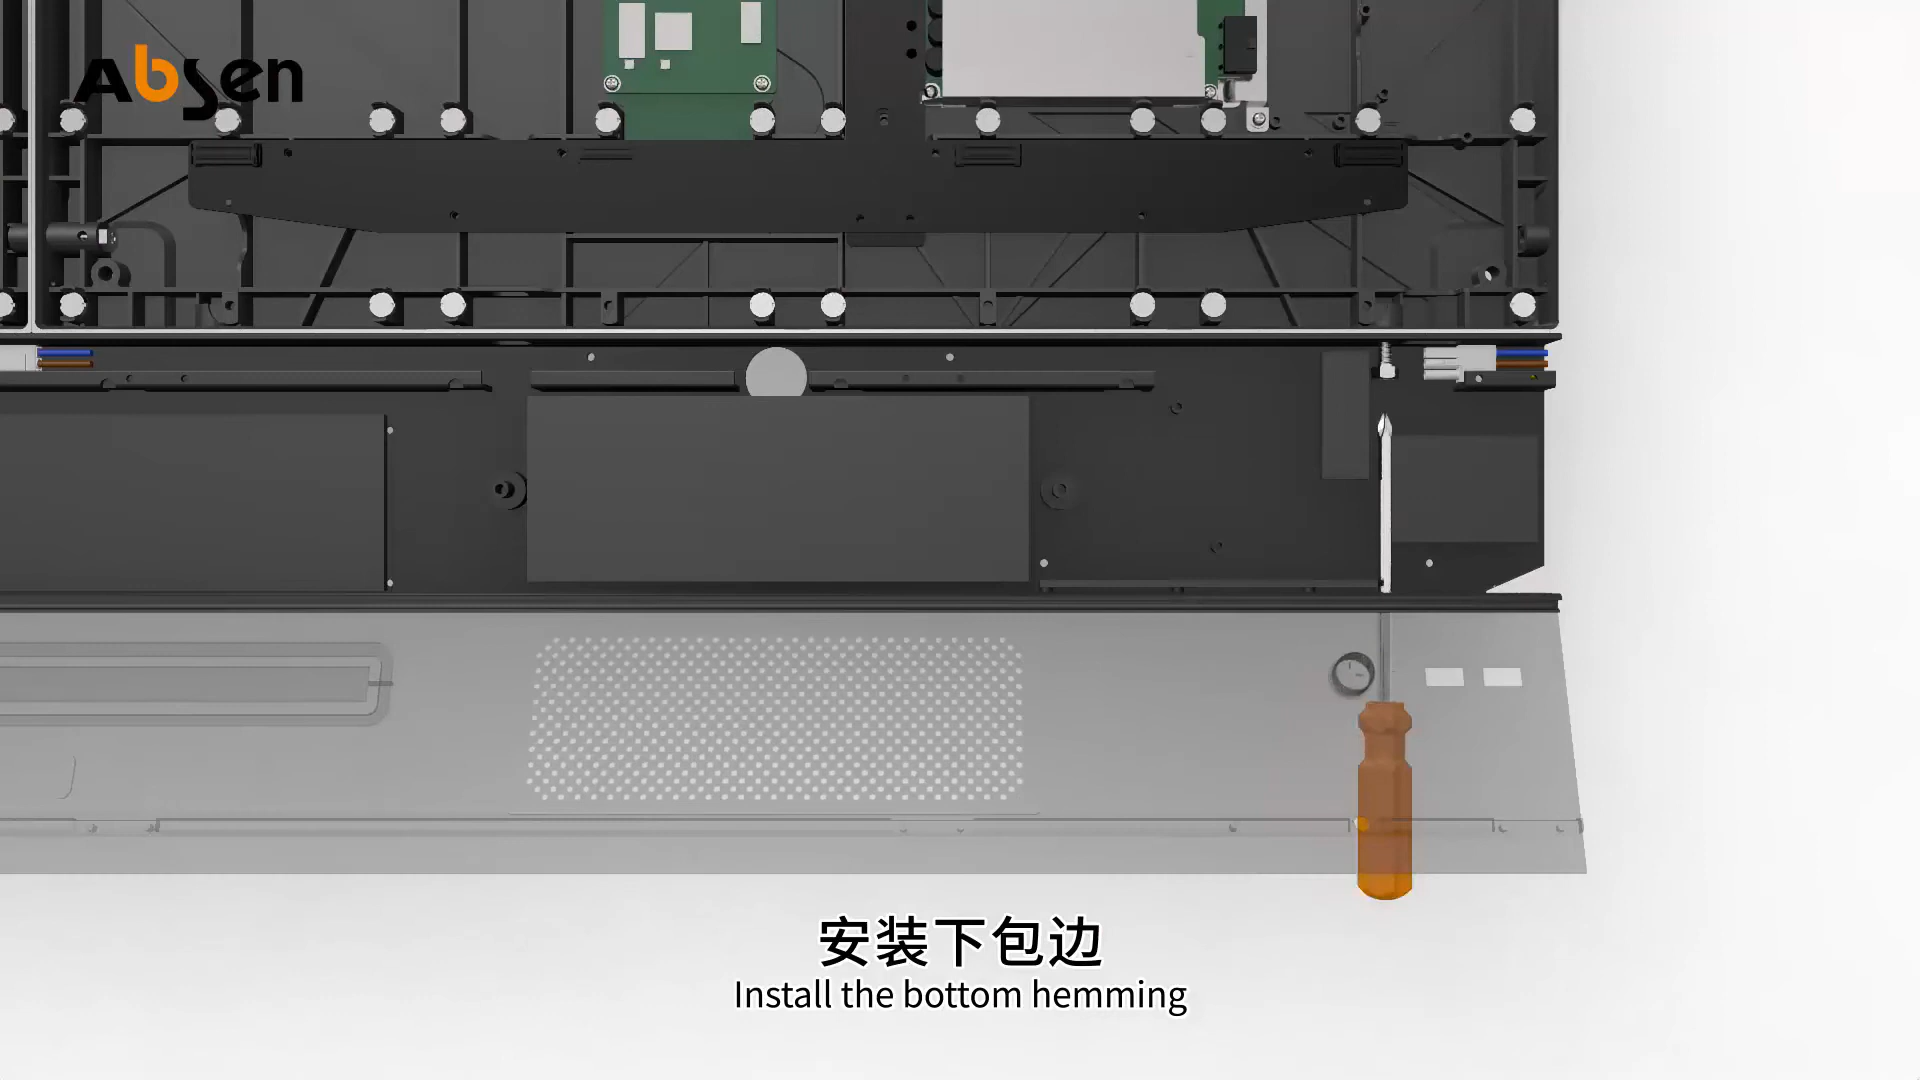 Absen
安装下包边
Install the bottom hemming